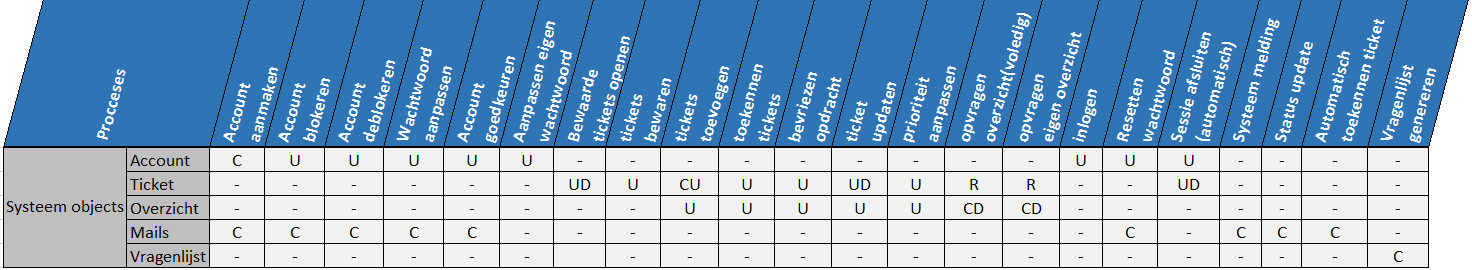 Procceses
Account
aanmaken
Account
blokeren
Account
deblokeren
Wachtwoord
aanpassen
Account
goedkeuren
Aanpassen eigen
wachtwoord
Bewaarde
tickets openen
tickets
bewaren
tickets
toevoegen
toekennen
tickets
bevriezen
opdracht
ticket
updaten
prioriteit
aanpassen
opvragen
overzicht(voledig)
opvragen
eigen overzicht
inlogen
Resetten
wachtwoord
Sessie afsluiten
(automatisch)
Systeem melding
Status update
Automatisch
toekennen ticket
Vragenlijst
genereren
Systeem objects
Account C U U U U U - - - - - - - - - U U U - - - -
Ticket - - - - - - UD U CU U U UD U R R - - UD - - - -
Overzicht - - - - - - - - U U U U U CD CD - - - - - - -
Mails C C C C C - - - - - - - - - - - C - C C C -
Vragenlijst - - - - - - - - - - - - - - - - - - - - - C